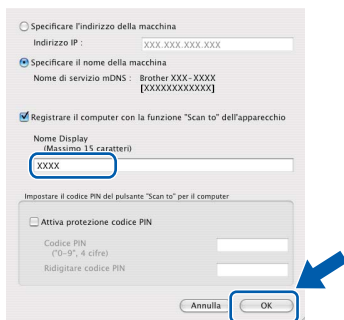 Specificare l'indirizzo della macchina
Indirizzo IP : XXX.XXX.XXX.XXX
Specificare il nome della macchina
Nome di servizio mDNS : Brother XXX-XXXX
[XXXXXXXXXXXX]
Registrare il computer con la funzione "Scan to" dell'apparecchio
Nome Display
(Massimo 15 caratteri)
XXXX
Impostare il codice PIN del pulsante "Scan to" per il computer
Attiva protezione codice PIN
Codice PIN
("0–9", 4 cifre)
Ridigitare codice PIN
Annulla OK